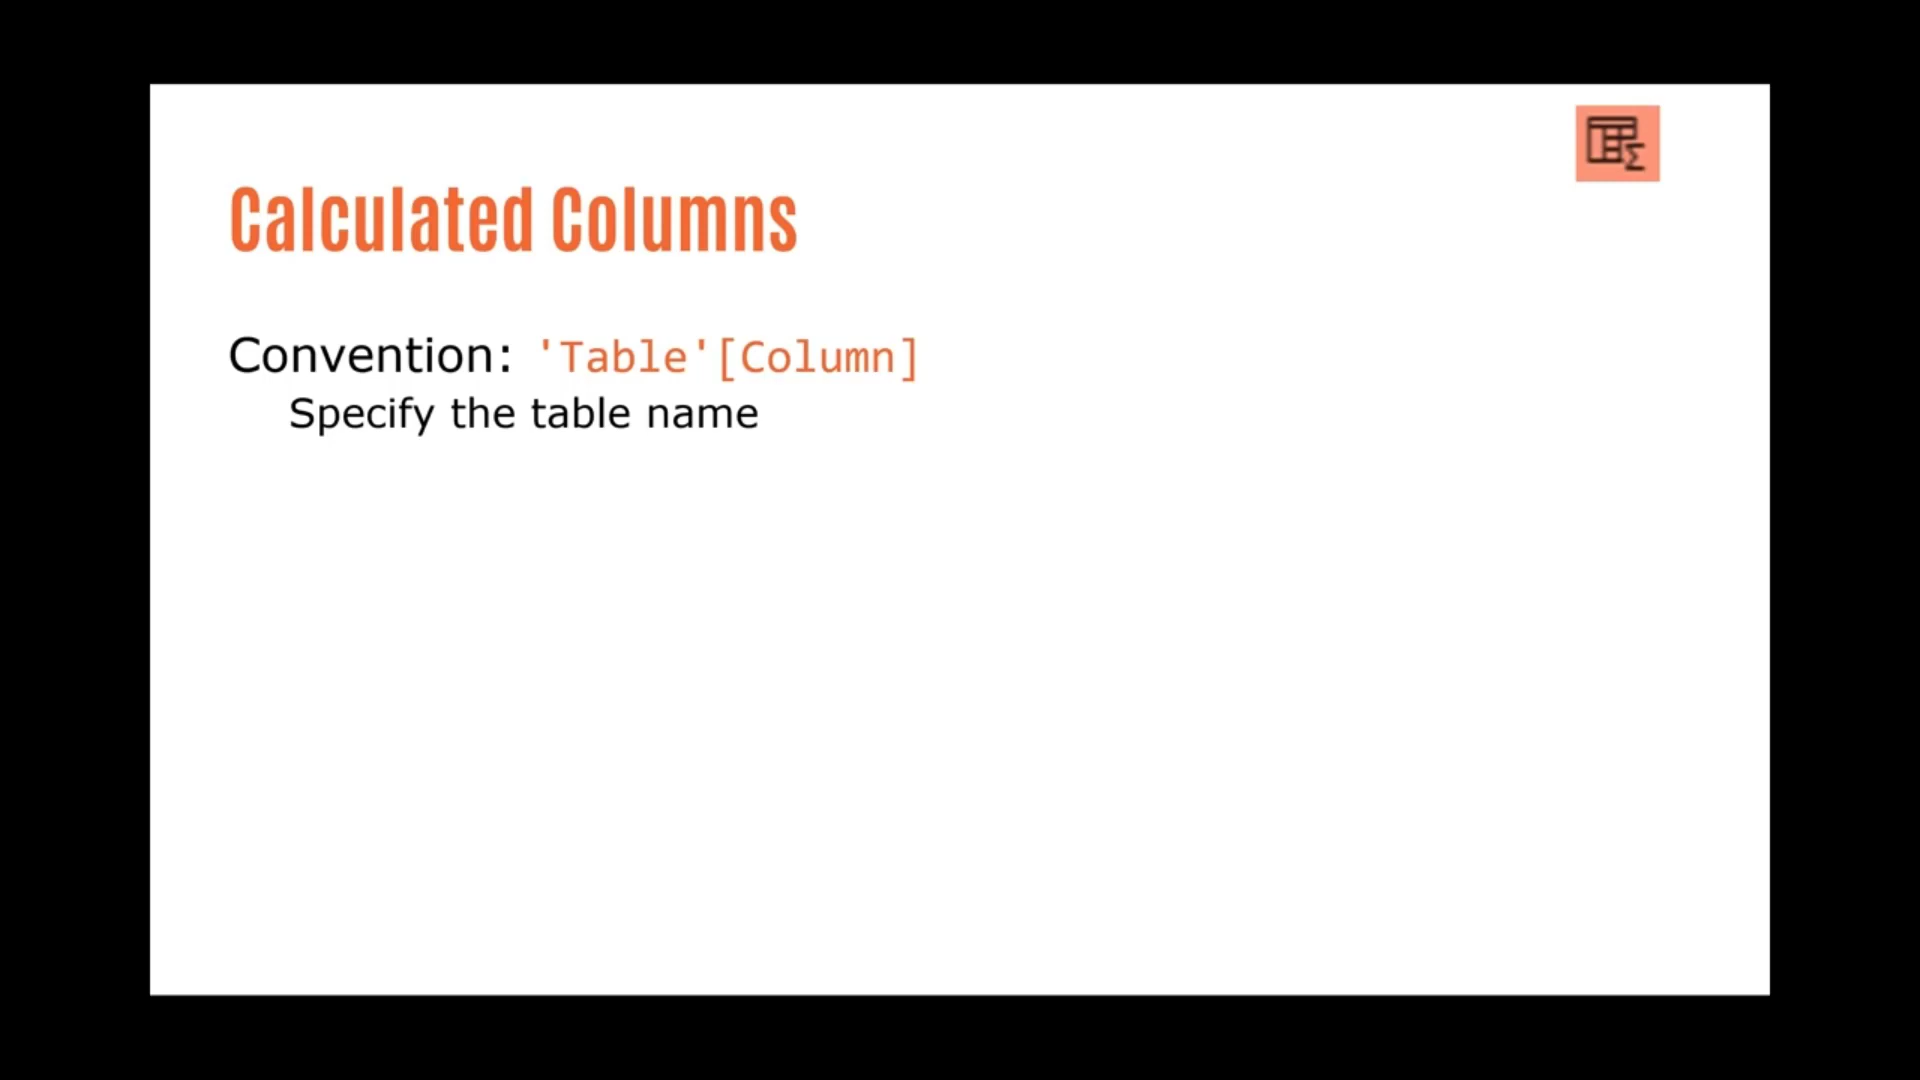 Calculated Columns
Convention: 'Table'[Column]
Specify the table name